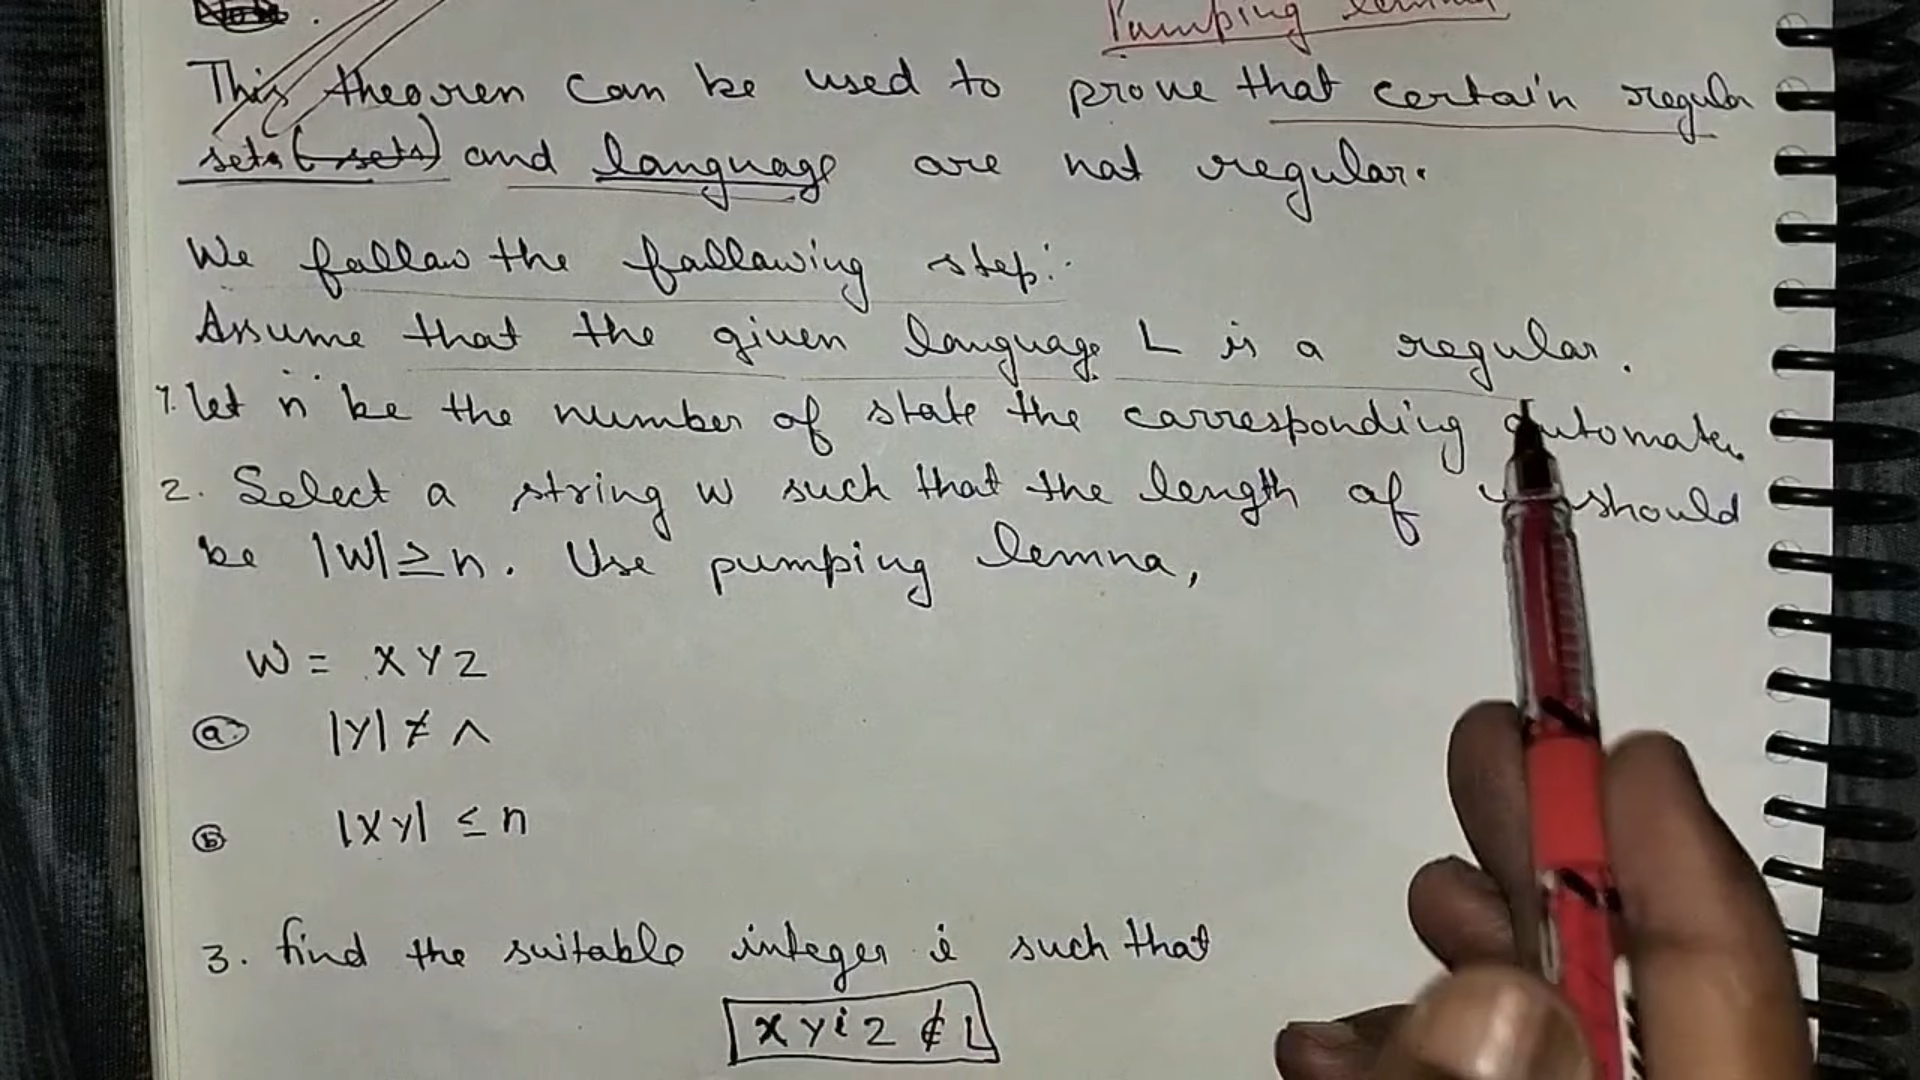 Pumping lemma
This theorem can be used to prove that certain regular
sets (sets) and language are not regular.
We follow the following step:-
Assume that the given language L is a regular.
1. let n be the number of state the corresponding automate.
2. Select a string w such that the length of should
be |W| ≥ n. Use pumping lemna,
W = XYZ
(a) |Y| ≠ ^
(b) |XY| ≤ n
3. find the suitable integer i such that
X Y i Z ∉ L